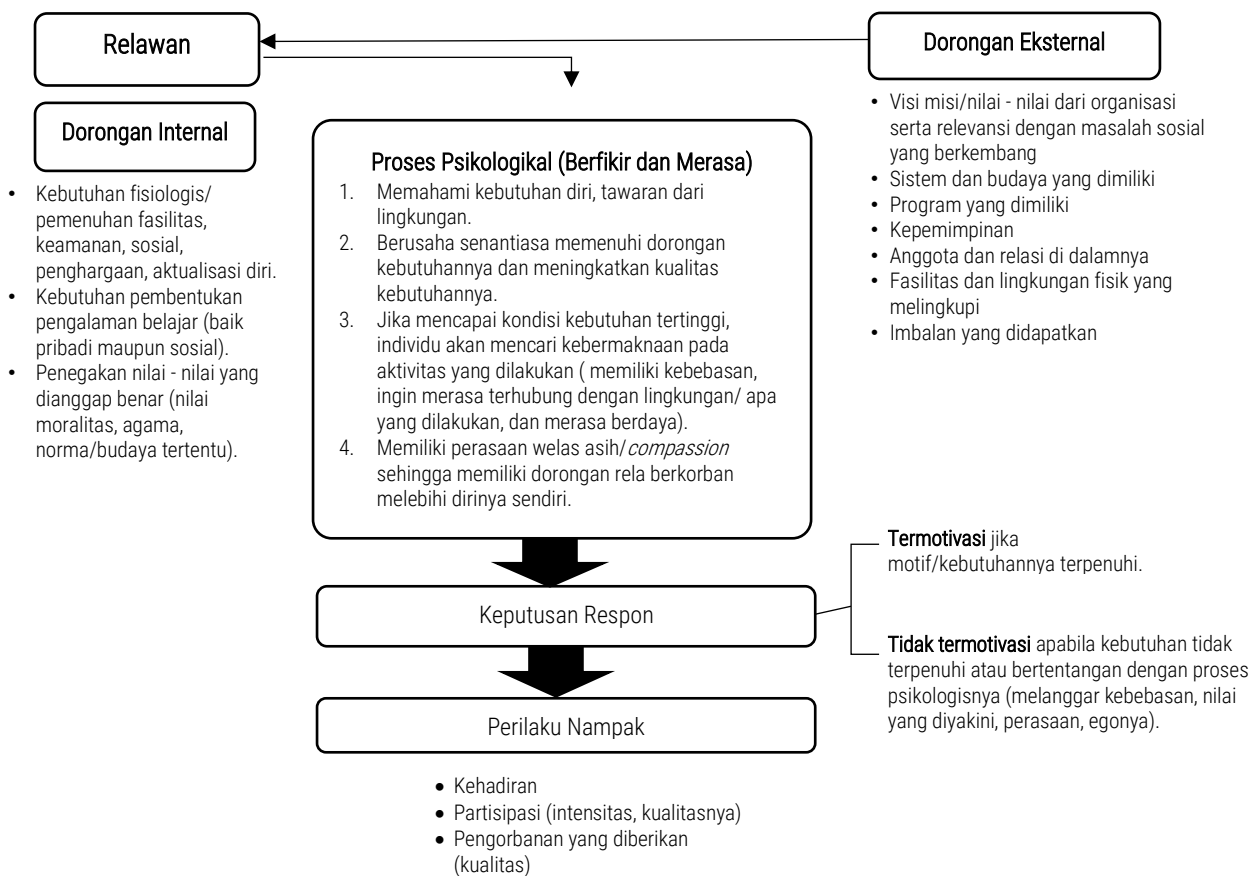 Relawan
Dorongan Internal
• Kebutuhan fisiologis/
pemenuhan fasilitas,
keamanan, sosial,
penghargaan, aktualisasi diri.
• Kebutuhan pembentukan
pengalaman belajar (baik
pribadi maupun sosial).
• Penegakan nilai - nilai yang
dianggap benar (nilai
moralitas, agama,
norma/budaya tertentu).
Dorongan Eksternal
• Visi misi/nilai - nilai dari organisasi
serta relevansi dengan masalah sosial
yang berkembang
• Sistem dan budaya yang dimiliki
• Program yang dimiliki
• Kepemimpinan
• Anggota dan relasi di dalamnya
• Fasilitas dan lingkungan fisik yang
melingkupi
• Imbalan yang didapatkan
Proses Psikologikal (Berfikir dan Merasa)
1. Memahami kebutuhan diri, tawaran dari
lingkungan.
2. Berusaha senantiasa memenuhi dorongan
kebutuhannya dan meningkatkan kualitas
kebutuhannya.
3. Jika mencapai kondisi kebutuhan tertinggi,
individu akan mencari kebermaknaan pada
aktivitas yang dilakukan ( memiliki kebebasan,
ingin merasa terhubung dengan lingkungan/ apa
yang dilakukan, dan merasa berdaya).
4. Memiliki perasaan welas asih/compassion
sehingga memiliki dorongan rela berkorban
melebihi dirinya sendiri.
Keputusan Respon
Termotivasi jika
motif/kebutuhannya terpenuhi.
Tidak termotivasi apabila kebutuhan tidak
terpenuhi atau bertentangan dengan proses
psikologisnya (melanggar kebebasan, nilai
yang diyakini, perasaan, egonya).
Perilaku Nampak
• Kehadiran
• Partisipasi (intensitas, kualitasnya)
• Pengorbanan yang diberikan
(kualitas)